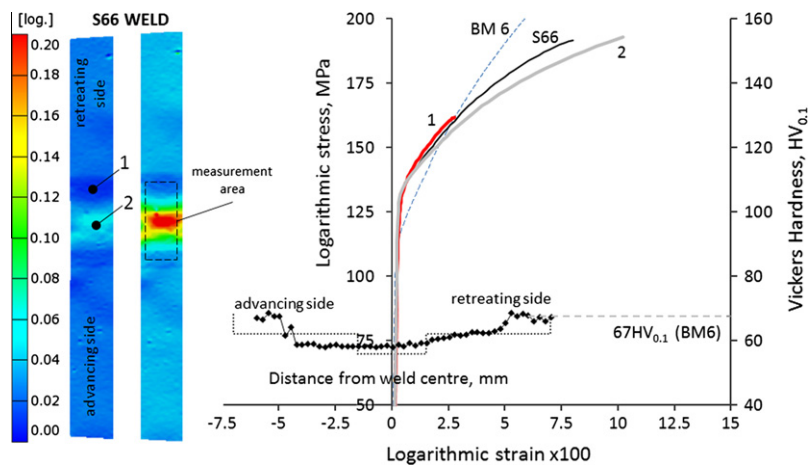 [log.]
S66 WELD
0.20
0.18
0.16
0.14
0.12
0.10
0.08
0.06
0.04
0.02
0.00
retreating
side
advancing side
1
2
measurement
area
Logarithmic stress, MPa
200
175
150
125
100
75
50
BM 6
S66
2
1
advancing side
retreating side
67HV0.1 (BM6)
Distance from weld centre, mm
-7.5
-5
-2.5
0
2.5
5
7.5
10
15
Logarithmic strain x100
160
140
120
100
80
60
40
Vickers Hardness, HV0.1